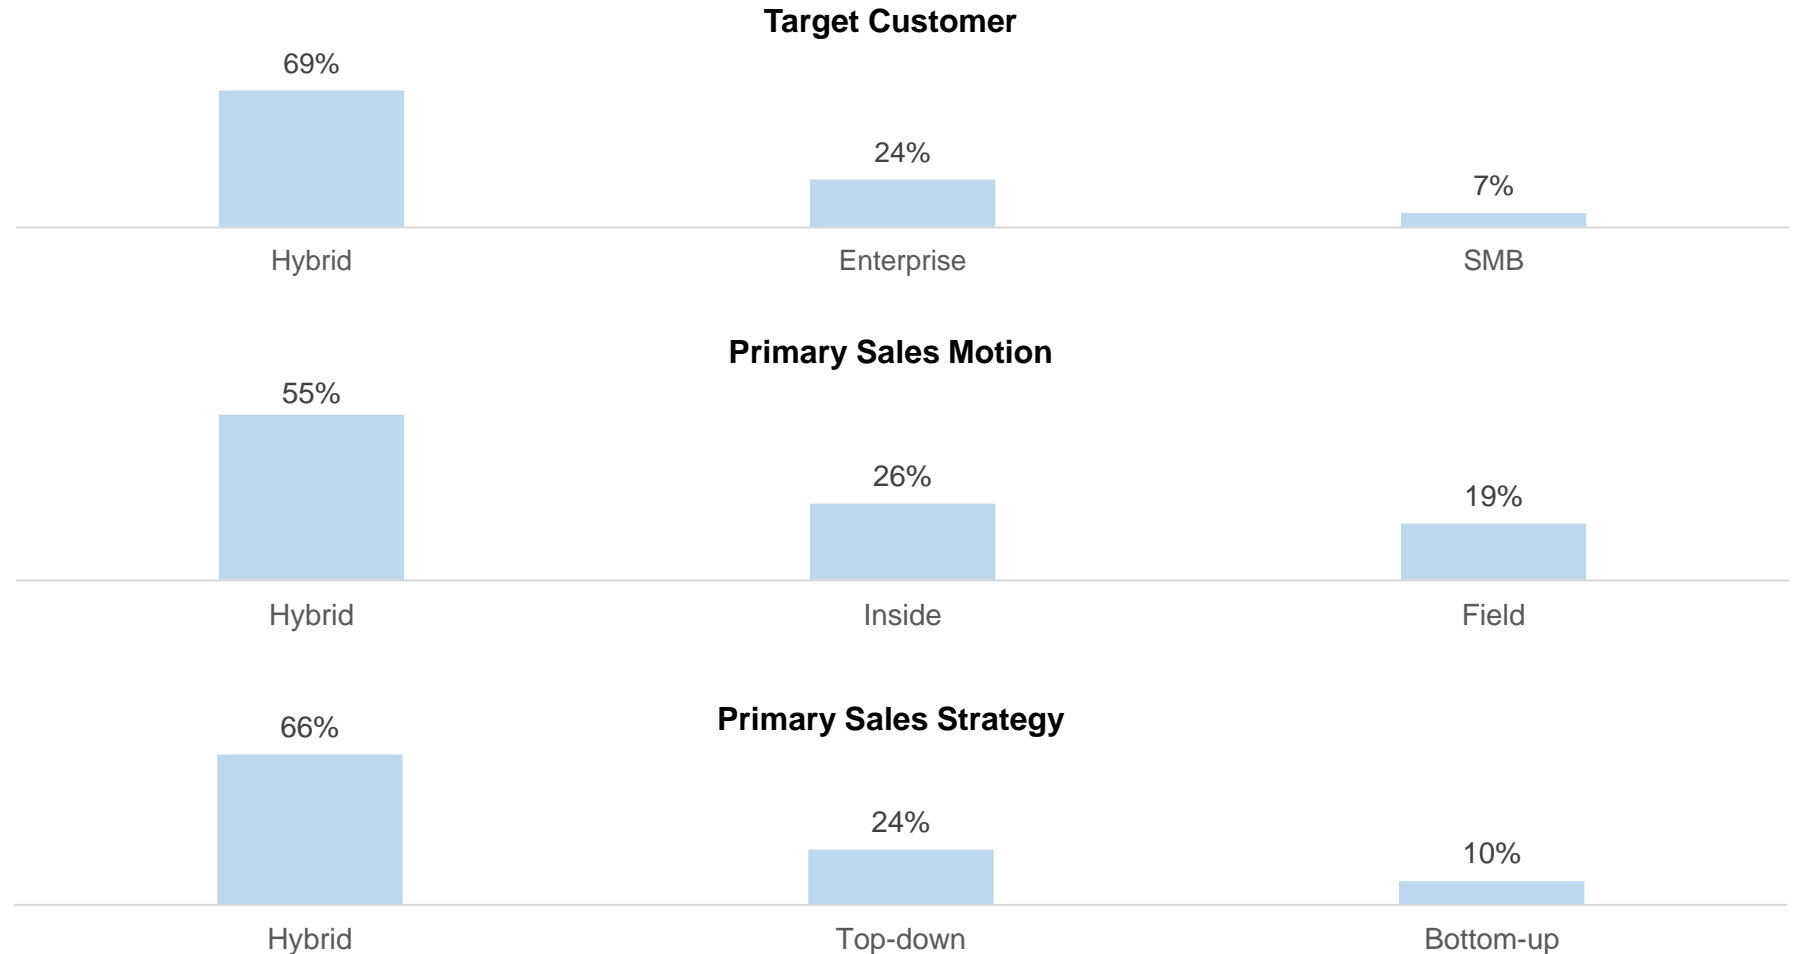 Target Customer
69%
24%
7%
Hybrid
Enterprise
SMB
Primary Sales Motion
55%
26%
19%
Hybrid
Inside
Field
Primary Sales Strategy
66%
24%
10%
Hybrid
Top-down
Bottom-up